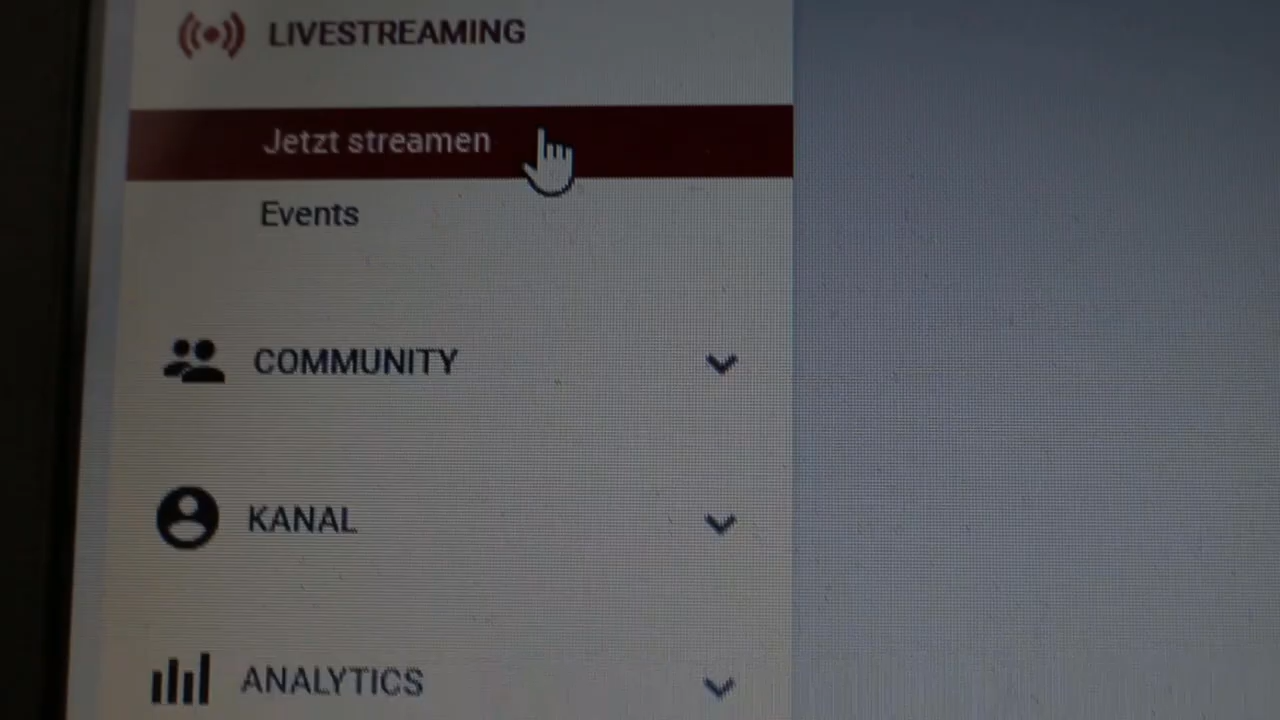 LIVESTREAMING
Jetzt streamen
Events
COMMUNITY
KANAL
ANALYTICS